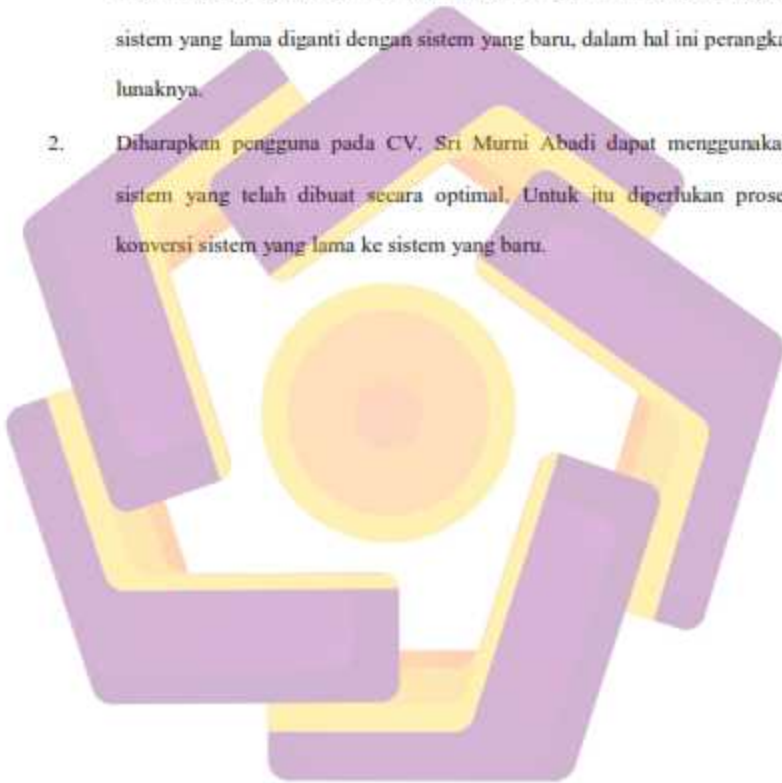 sistem yang lama diganti dengan sistem yang baru, dalam hal ini perangka
lunaknya.
2. Diharapkan pengguna pada CV. Sri Murni Abadi dapat menggunaka
sistem yang telah dibuat secara optimal. Untuk itu diperlukan prose
konversi sistem yang lama ke sistem yang baru.